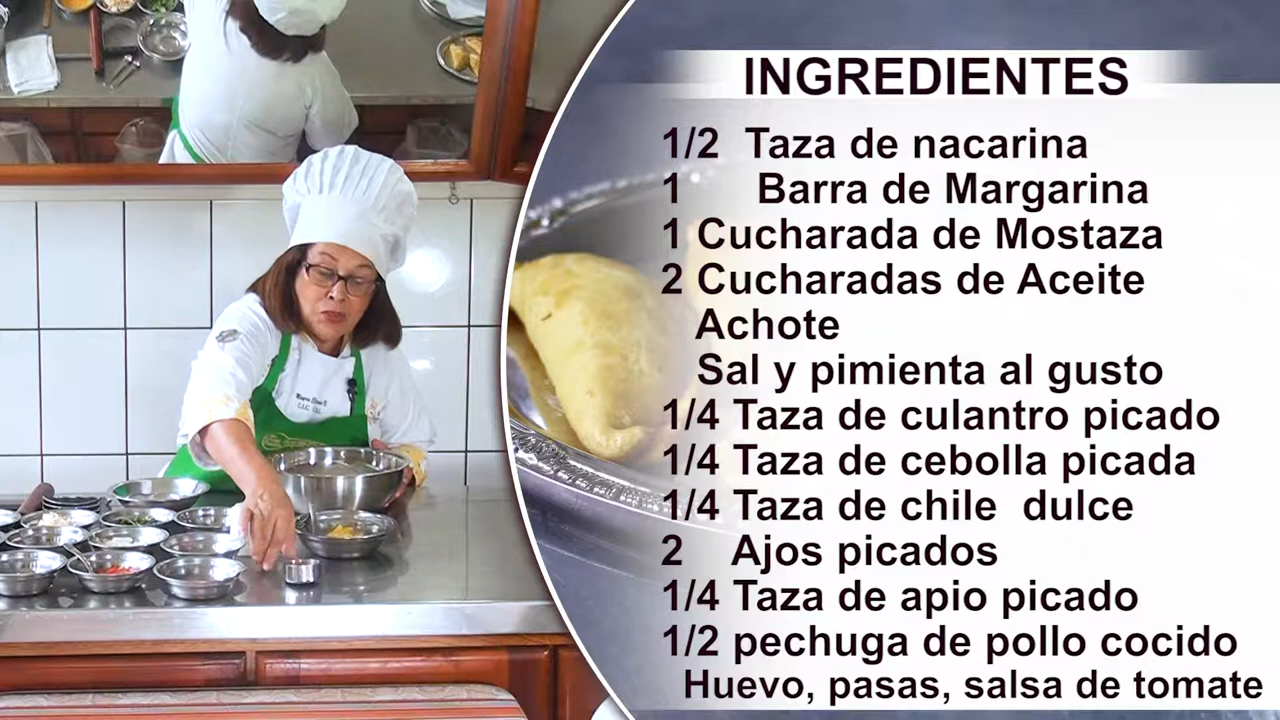 INGREDIENTES
1/2 Taza de nacarina
1 Barra de Margarina
1 Cucharada de Mostaza
2 Cucharadas de Aceite
Achote
Sal y pimienta al gusto
1/4 Taza de culantro picado
1/4 Taza de cebolla picada
1/4 Taza de chile dulce
2 Ajos picados
1/4 Taza de apio picado
1/2 pechuga de pollo cocido
Huevo, pasas, salsa de tomate